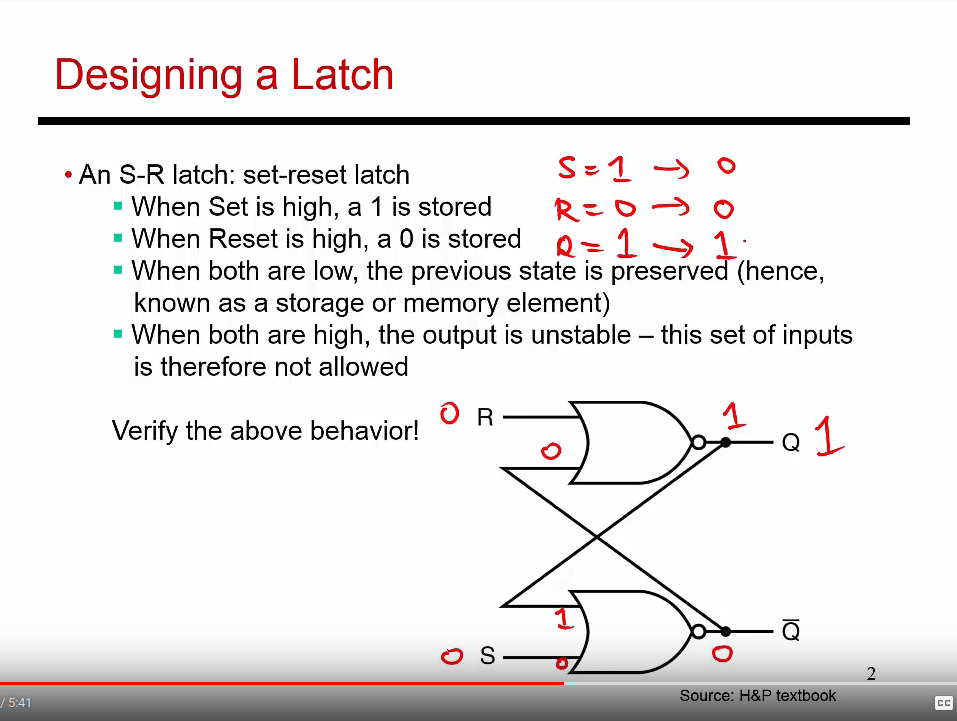 Designing a Latch
• An S-R latch: set-reset latch
S = 1 → 0
▪ When Set is high, a 1 is stored
R = 0 → 0
▪ When Reset is high, a 0 is stored
R = 1 → 1
▪ When both are low, the previous state is preserved (hence,
known as a storage or memory element)
▪ When both are high, the output is unstable – this set of inputs
is therefore not allowed
Verify the above behavior!
0 R
0
1
Q 1
1
0 S
0
0
Q̅
2
Source: H&P textbook
/ 5:41
CC